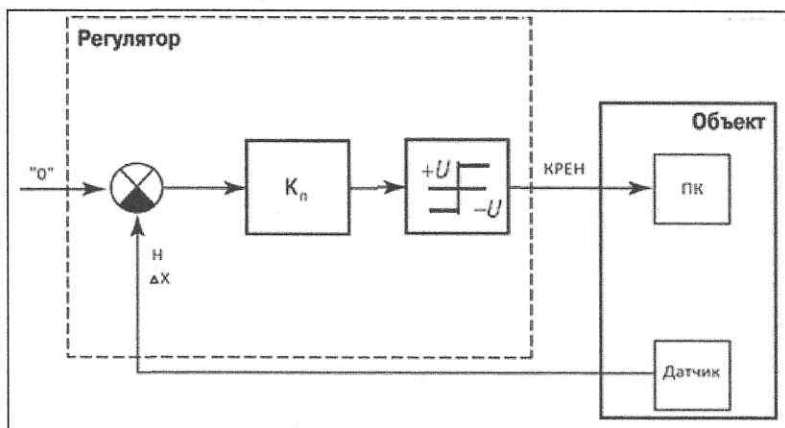 Регулятор
Объект
"0"
Kп
+U
-U
КРЕН
ПК
Н
ΔX
Датчик